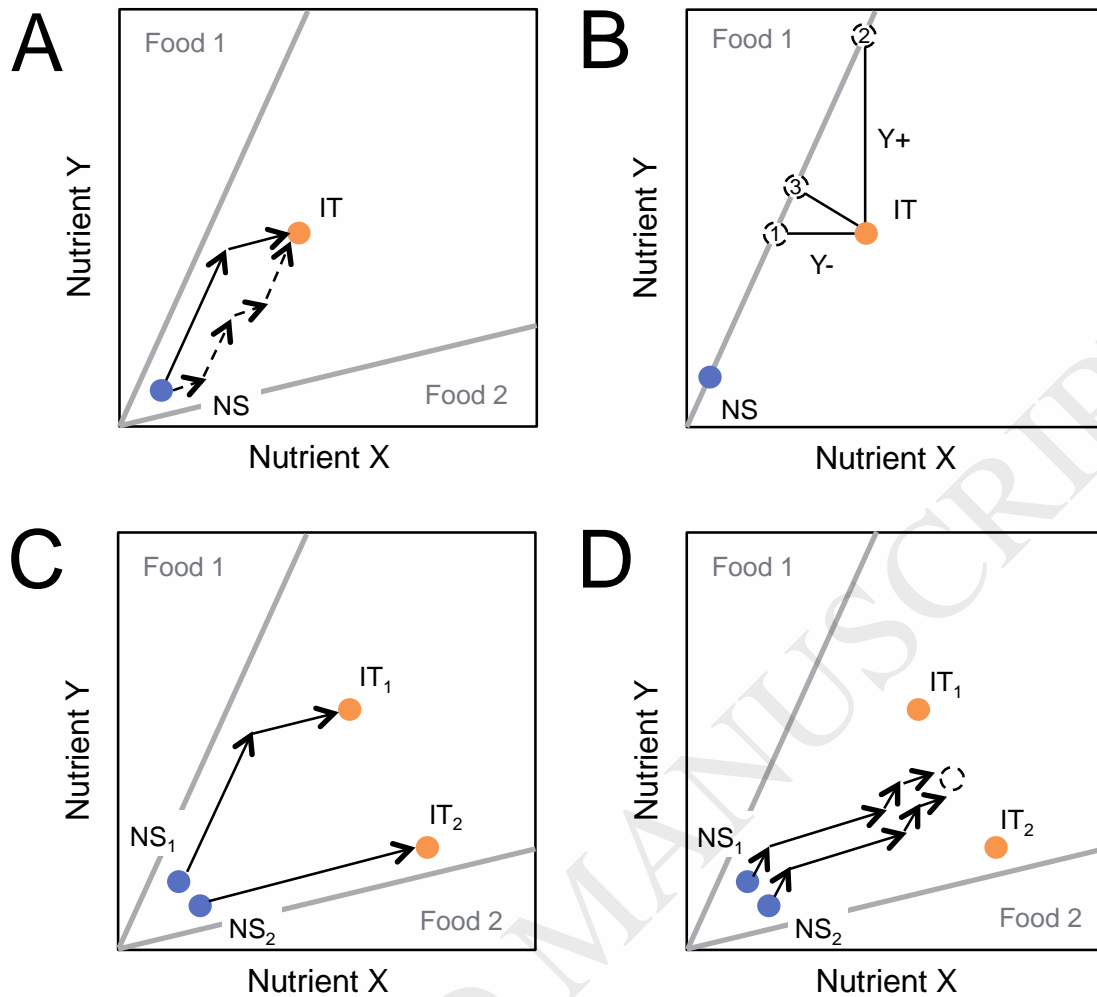 A
Food 1
IT
NS
Food 2
Nutrient Y
Nutrient X
B
Food 1
2
Y+
3
IT
1
Y-
NS
Nutrient Y
Nutrient X
C
Food 1
IT1
NS1
IT2
NS2
Food 2
Nutrient Y
Nutrient X
D
Food 1
IT1
NS1
IT2
NS2
Food 2
Nutrient Y
Nutrient X
MANUSCRIP